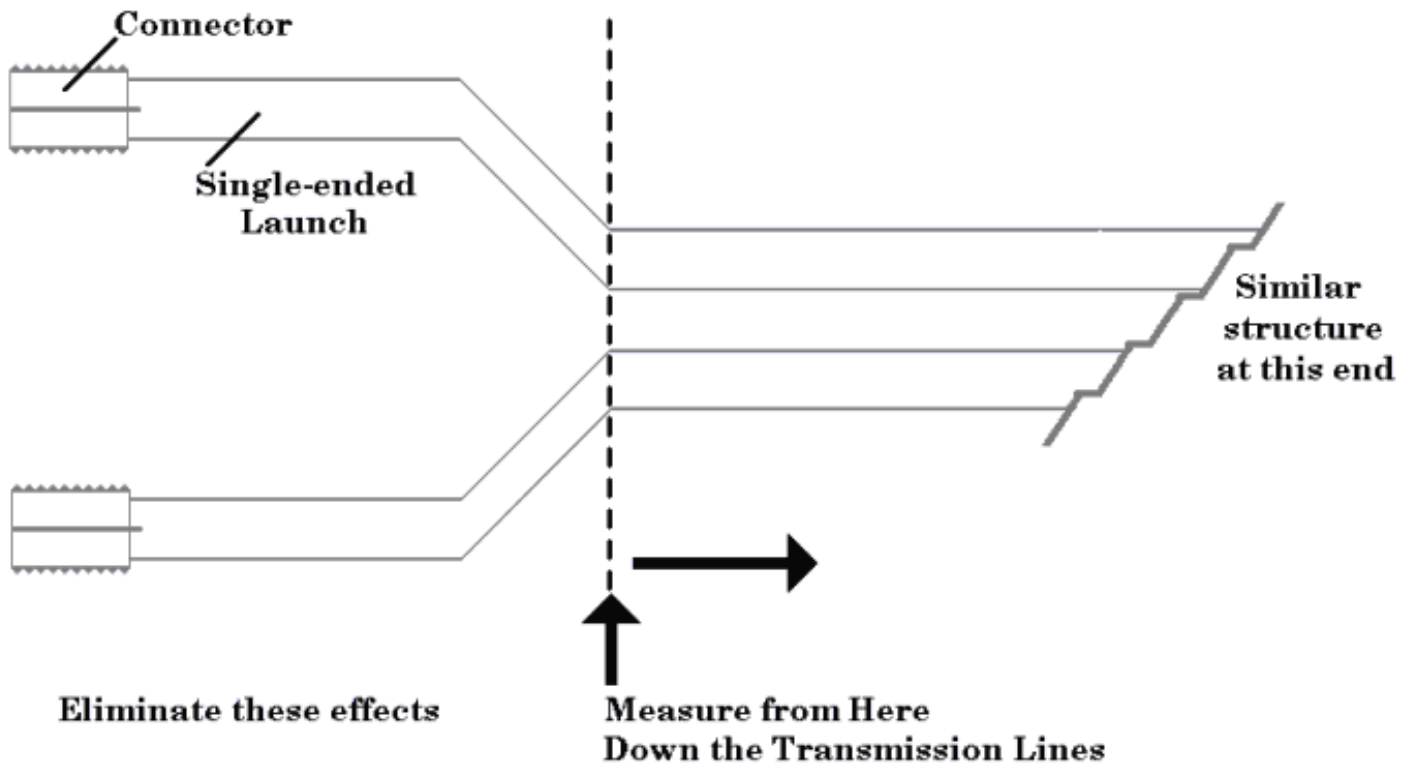 Connector
Single-ended
Launch
Similar
structure
at this end
Eliminate these effects
Measure from Here
Down the Transmission Lines